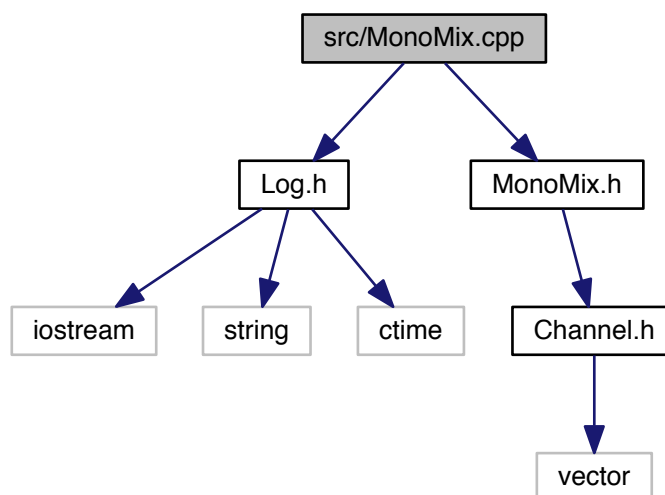 src/MonoMix.cpp
Log.h
MonoMix.h
iostream
string
ctime
Channel.h
vector